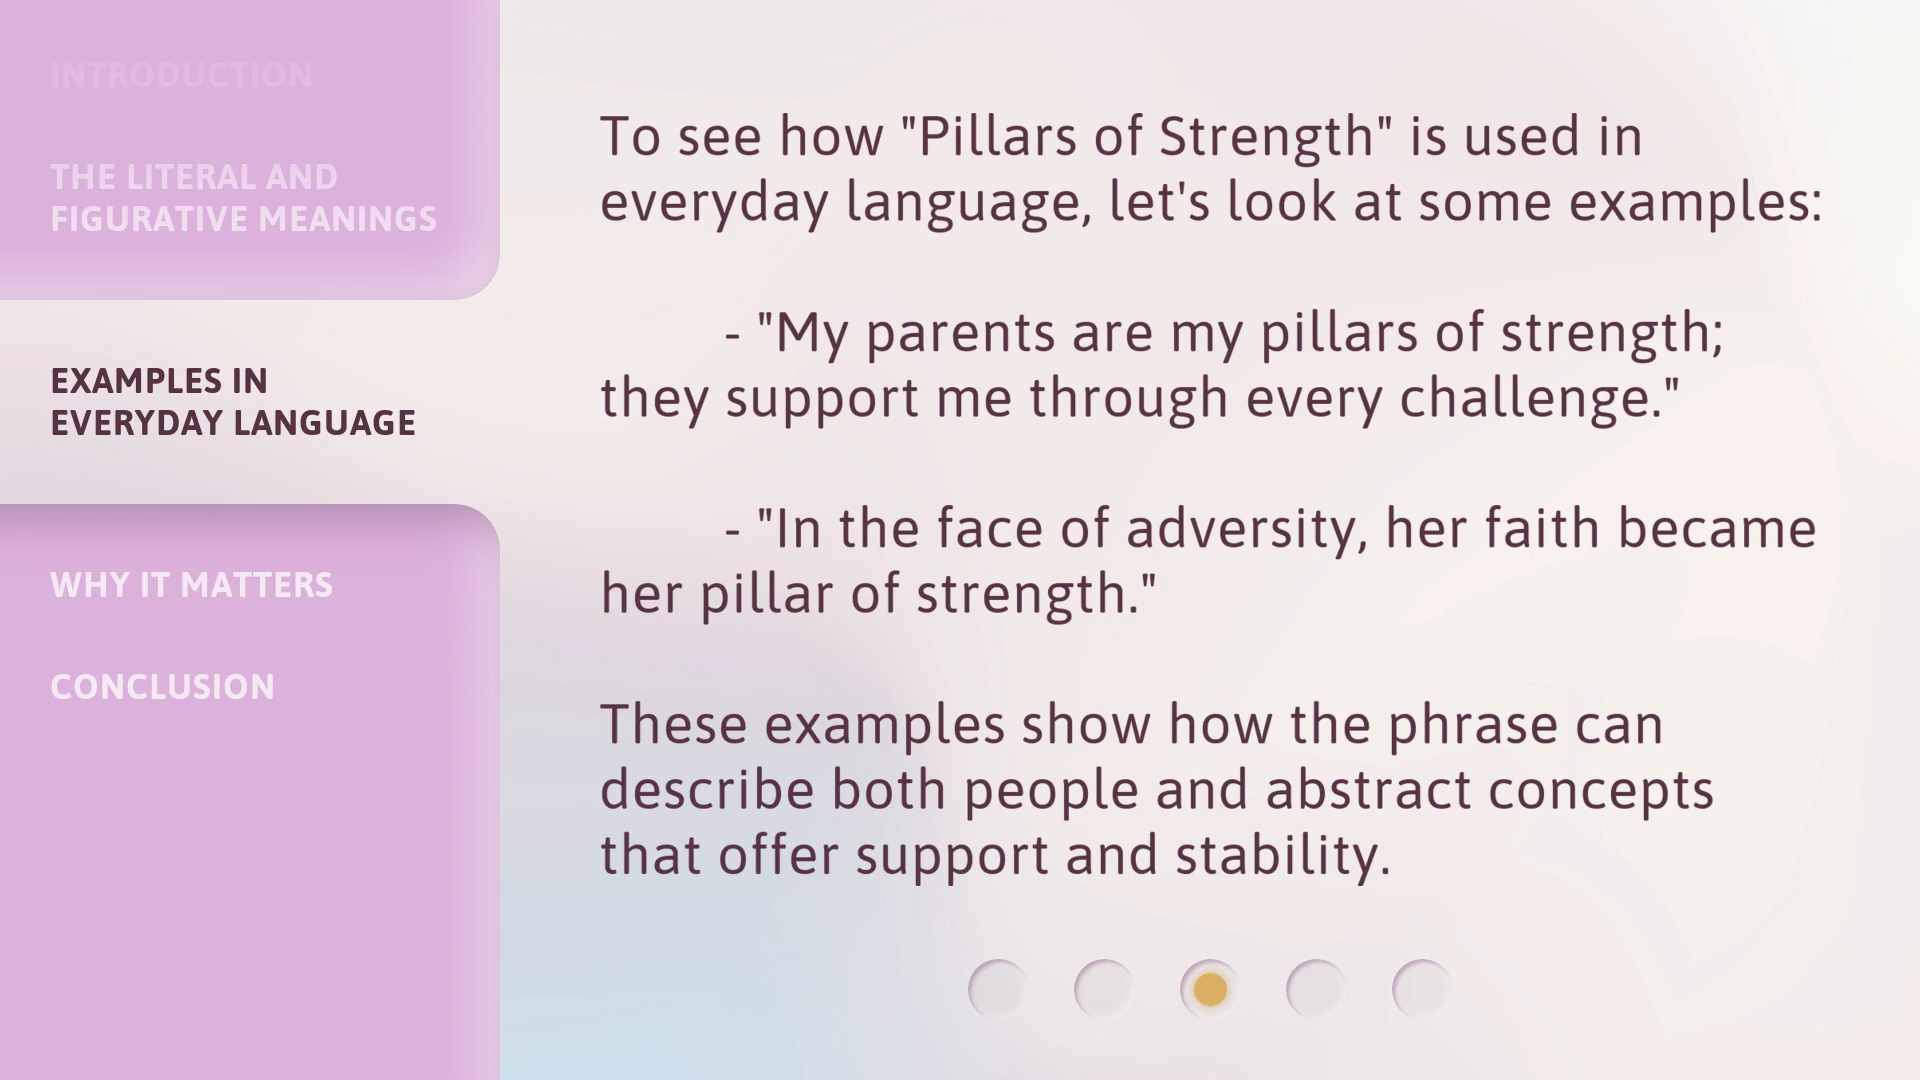 INTRODUCTION
THE LITERAL AND
FIGURATIVE MEANINGS
EXAMPLES IN
EVERYDAY LANGUAGE
WHY IT MATTERS
CONCLUSION
To see how "Pillars of Strength" is used in
everyday language, let's look at some examples:
- "My parents are my pillars of strength;
they support me through every challenge."
- "In the face of adversity, her faith became
her pillar of strength."
These examples show how the phrase can
describe both people and abstract concepts
that offer support and stability.